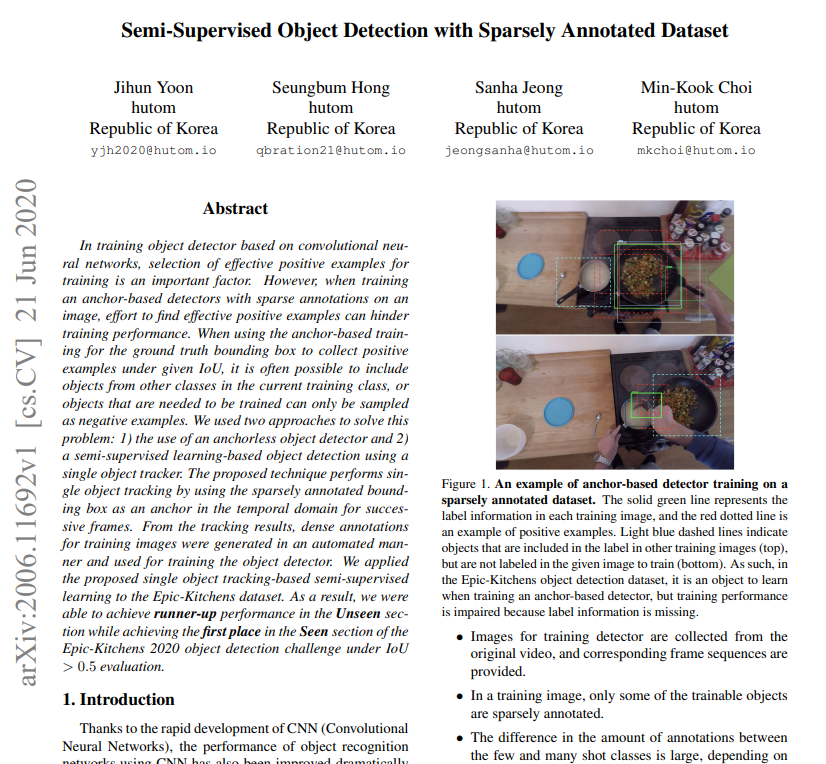 Semi-Supervised Object Detection with Sparsely Annotated Dataset
Jihun Yoon
hutom
Republic of Korea
yjh2020@hutom.io
Seungbum Hong
hutom
Republic of Korea
qbration21@hutom.io
Sanha Jeong
hutom
Republic of Korea
jeongsanha@hutom.io
Min-Kook Choi
hutom
Republic of Korea
mkchoi@hutom.io
arXiv:2006.11692v1 [cs.CV] 21 Jun 2020
Abstract
In training object detector based on convolutional neu-
ral networks, selection of effective positive examples for
training is an important factor. However, when training
an anchor-based detectors with sparse annotations on an
image, effort to find effective positive examples can hinder
training performance. When using the anchor-based train-
ing for the ground truth bounding box to collect positive
examples under given IoU, it is often possible to include
objects from other classes in the current training class, or
objects that are needed to be trained can only be sampled
as negative examples. We used two approaches to solve this
problem: 1) the use of an anchorless object detector and 2)
a semi-supervised learning-based object detection using a
single object tracker. The proposed technique performs sin-
gle object tracking by using the sparsely annotated bound-
ing box as an anchor in the temporal domain for succes-
sive frames. From the tracking results, dense annotations
for training images were generated in an automated man-
ner and used for training the object detector. We applied
the proposed single object tracking-based semi-supervised
learning to the Epic-Kitchens dataset. As a result, we were
able to achieve runner-up performance in the Unseen sec-
tion while achieving the first place in the Seen section of the
Epic-Kitchens 2020 object detection challenge under IoU
> 0.5 evaluation.
1. Introduction
Thanks to the rapid development of CNN (Convolutional
Neural Networks), the performance of object recognition
networks using CNN has also been improved dramatically
Figure 1. An example of anchor-based detector training on a
sparsely annotated dataset. The solid green line represents the
label information in each training image, and the red dotted line is
an example of positive examples. Light blue dashed lines indicate
objects that are included in the label in other training images (top),
but are not labeled in the given image to train (bottom). As such, in
the Epic-Kitchens object detection dataset, it is an object to learn
when training an anchor-based detector, but training performance
is impaired because label information is missing.
• Images for training detector are collected from the
original video, and corresponding frame sequences are
provided.
• In a training image, only some of the trainable objects
are sparsely annotated.
• The difference in the amount of annotations between
the few and many shot classes is large, depending on